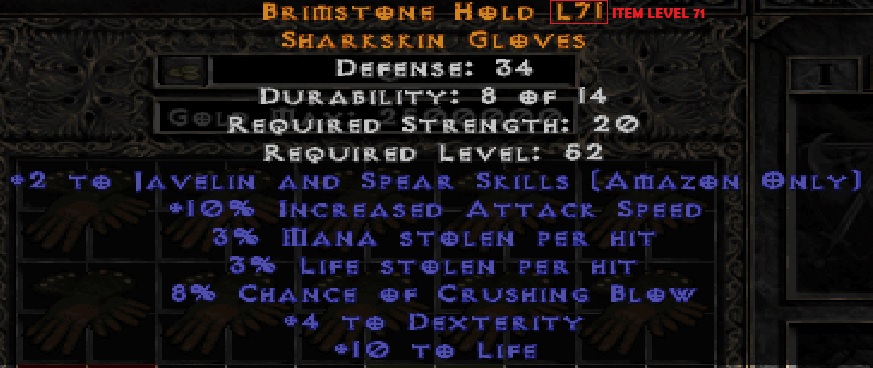 Brimstone Hold L71 ITEM LEVEL 71
Sharkskin Gloves
Defense: 34
Durability: 8 of 14
Required Strength: 20
Required Level: 52
+2 to Javelin and Spear Skills (Amazon Only)
+10% Increased Attack Speed
3% Mana stolen per hit
3% Life stolen per hit
8% Chance of Crushing Blow
+4 to Dexterity
+10 to Life